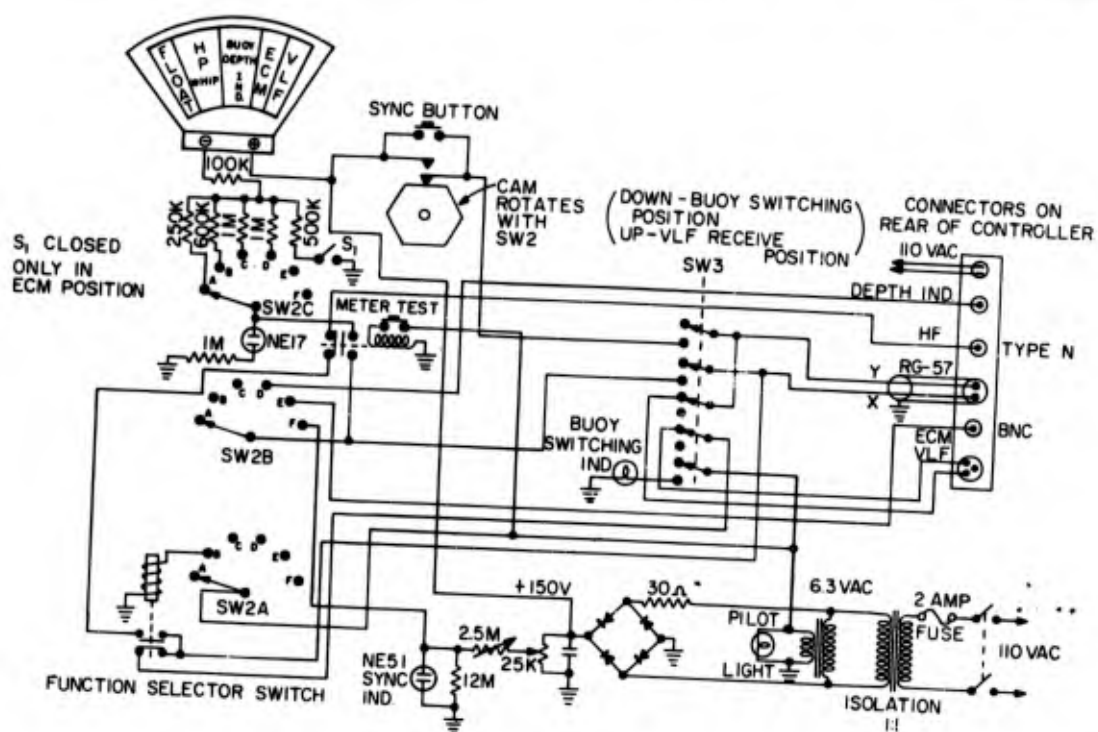 FLOAT
HP
WHIP
BUOY
DEPTH
IND.
ECM
VLF
100K
250K
600K
1M
1M
500K
S1
S1 CLOSED
ONLY IN
ECM POSITION
A
B
C
D
E
F
SW2C
1M
NE17
METER TEST
SYNC BUTTON
CAM
ROTATES
WITH
SW2
(DOWN-BUOY SWITCHING
POSITION
UP-VLF RECEIVE
POSITION)
SW3
CONNECTORS ON
REAR OF CONTROLLER
110 VAC
DEPTH IND.
HF
TYPE N
Y
RG-57
X
ECM
BNC
VLF
A
B
C
D
E
F
SW2B
BUOY
SWITCHING
IND
A
B
C
D
E
F
SW2A
FUNCTION SELECTOR SWITCH
NE51
SYNC
IND.
2.5M
12M
25K
+150V
30Ω
PILOT
LIGHT
6.3 VAC
2 AMP
FUSE
110 VAC
ISOLATION
1:1